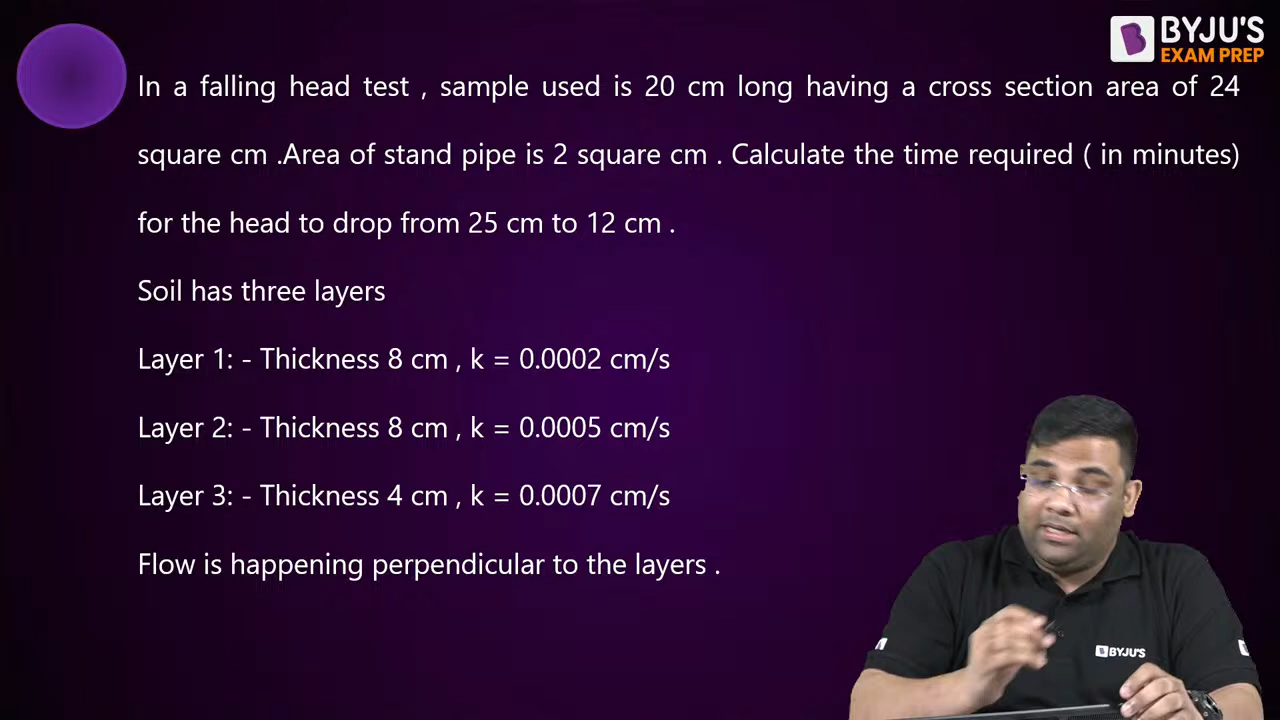 BYJU'S
EXAM PREP
In a falling head test , sample used is 20 cm long having a cross section area of 24
square cm .Area of stand pipe is 2 square cm . Calculate the time required ( in minutes)
for the head to drop from 25 cm to 12 cm .
Soil has three layers
Layer 1: - Thickness 8 cm , k = 0.0002 cm/s
Layer 2: - Thickness 8 cm , k = 0.0005 cm/s
Layer 3: - Thickness 4 cm , k = 0.0007 cm/s
Flow is happening perpendicular to the layers .
BYJU'S